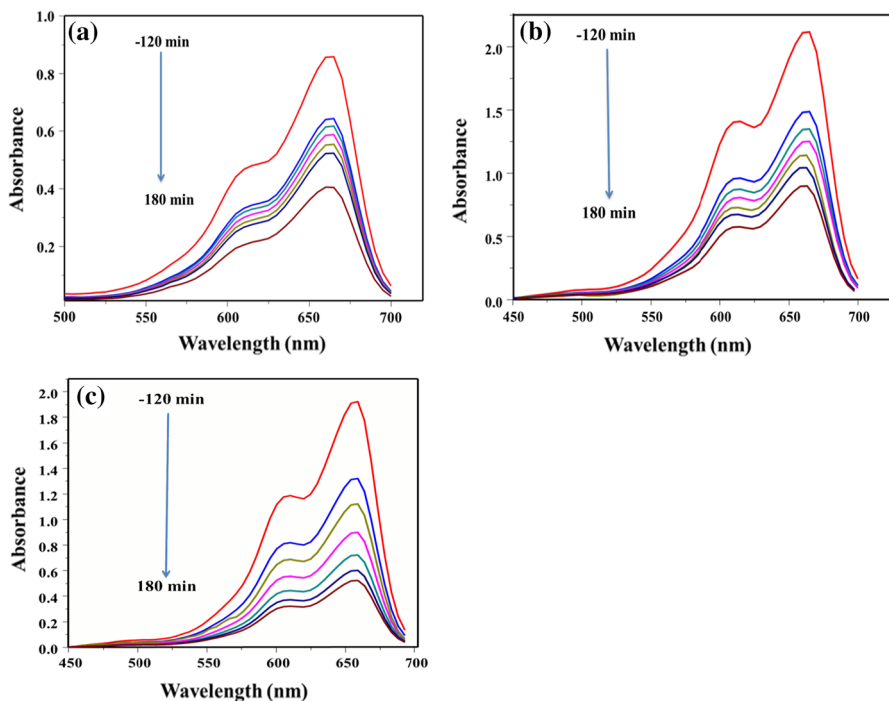 (a)
-120 min
180 min
1.0
0.8
0.6
0.4
0.2
Absorbance
500 550 600 650 700
Wavelength (nm)
(b)
-120 min
180 min
2.0
1.5
1.0
0.5
0.0
Absorbance
450 500 550 600 650 700
Wavelength (nm)
(c)
-120 min
180 min
2.0
1.8
1.6
1.4
1.2
1.0
0.8
0.6
0.4
0.2
0.0
Absorbance
450 500 550 600 650 700
Wavelength (nm)